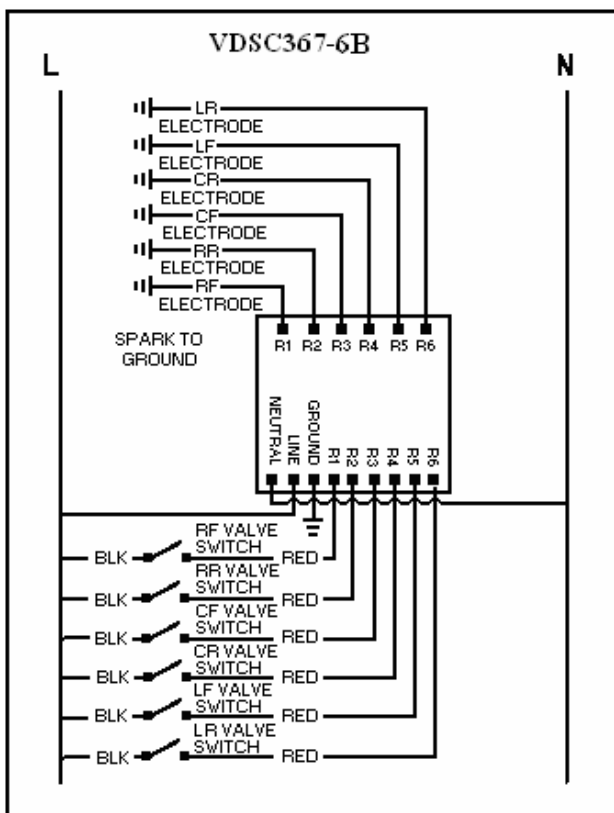 VDSC367-6B
L
N
LR
ELECTRODE
LF
ELECTRODE
CR
ELECTRODE
CF
ELECTRODE
RR
ELECTRODE
RF
ELECTRODE
SPARK TO
GROUND
R1 R2 R3 R4 R5 R6
NEUTRAL
LINE
GROUND
R1
R2
R3
R4
R5
R6
RF VALVE
SWITCH
BLK
RED
RR VALVE
SWITCH
BLK
RED
CF VALVE
SWITCH
BLK
RED
CR VALVE
SWITCH
BLK
RED
LF VALVE
SWITCH
BLK
RED
LR VALVE
SWITCH
BLK
RED